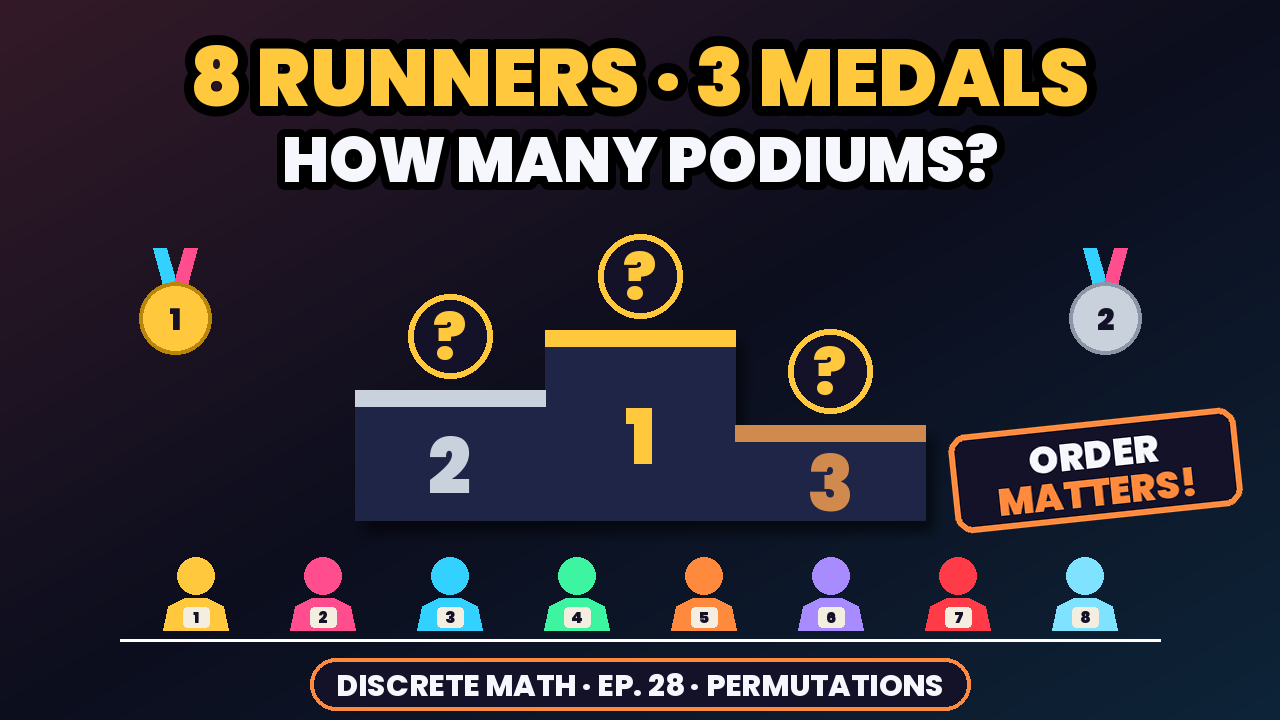 8 RUNNERS · 3 MEDALS
HOW MANY PODIUMS?
1
2
?
?
?
2
1
3
ORDER
MATTERS!
1 2 3 4 5 6 7 8
DISCRETE MATH · EP. 28 · PERMUTATIONS